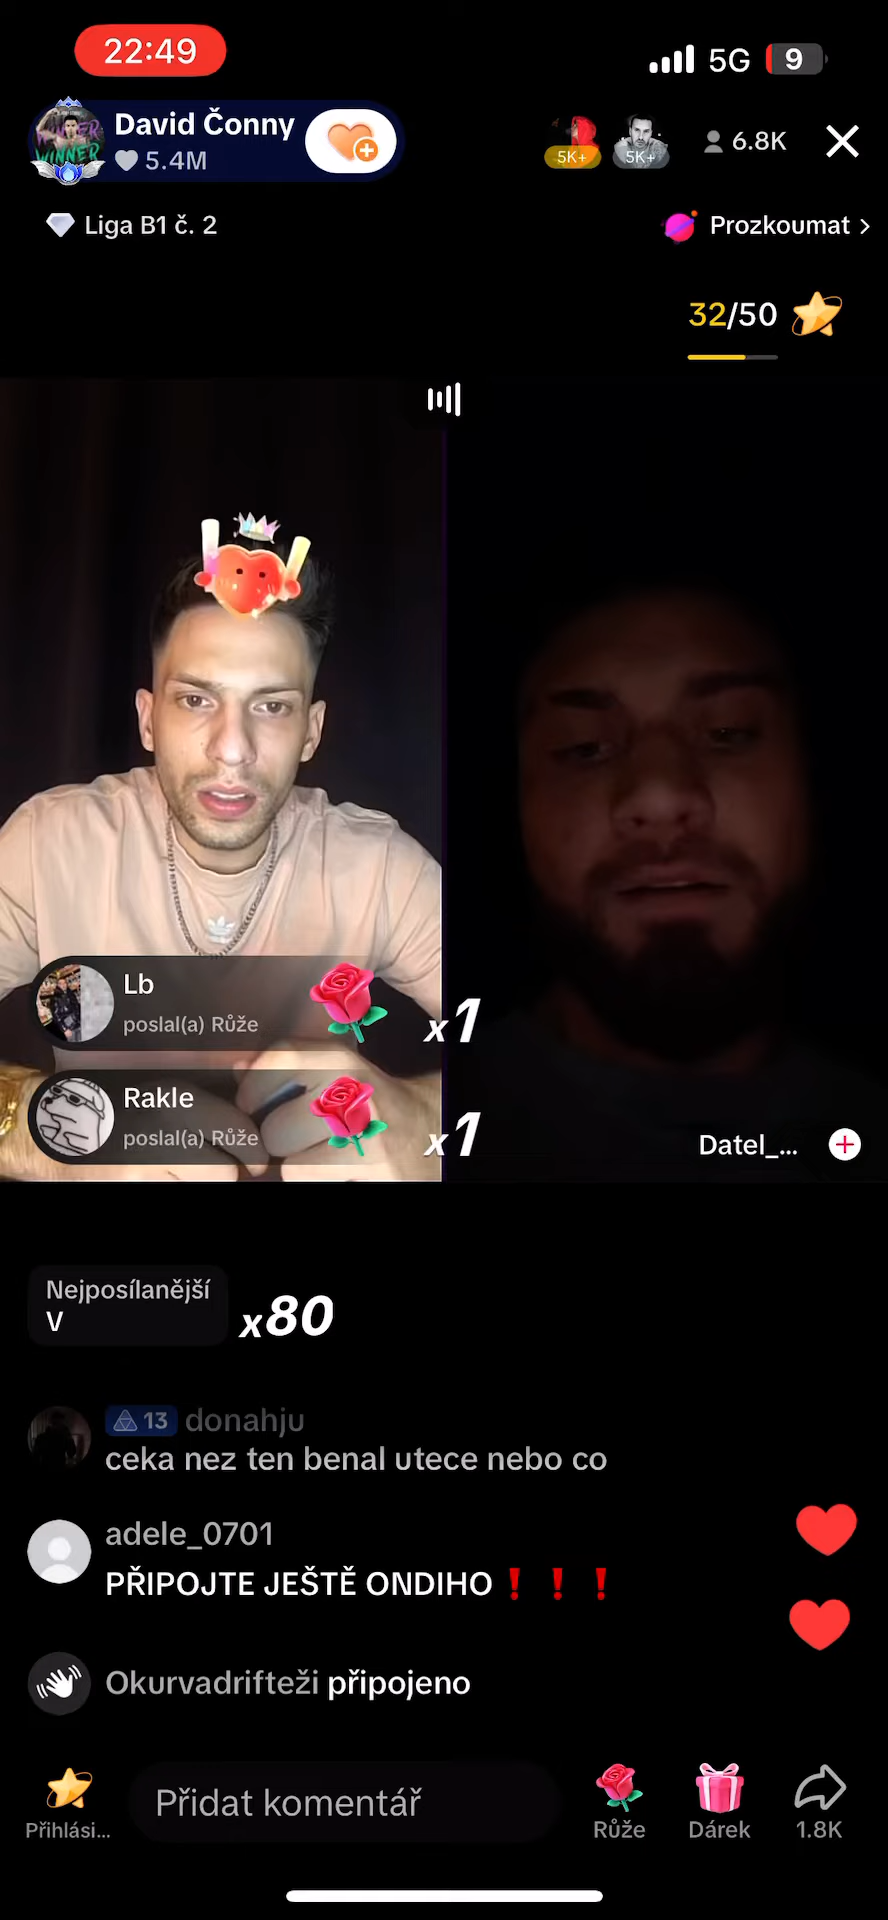 22:49
5G
9
David Čonny
5.4M
5K+
5K+
6.8K
WINNER
Liga B1 č. 2
Prozkoumat >
32/50
Lb
poslal(a) Růže
x1
Rakle
poslal(a) Růže
x1
Datel_...
Nejposílanější
V
x80
13 donahju
ceka nez ten benal utece nebo co
adele_0701
PŘIPOJTE JEŠTĚ ONDIHO❗❗❗
Okurvadrifteži připojeno
Přihlási...
Přidat komentář
Růže
Dárek
1.8K